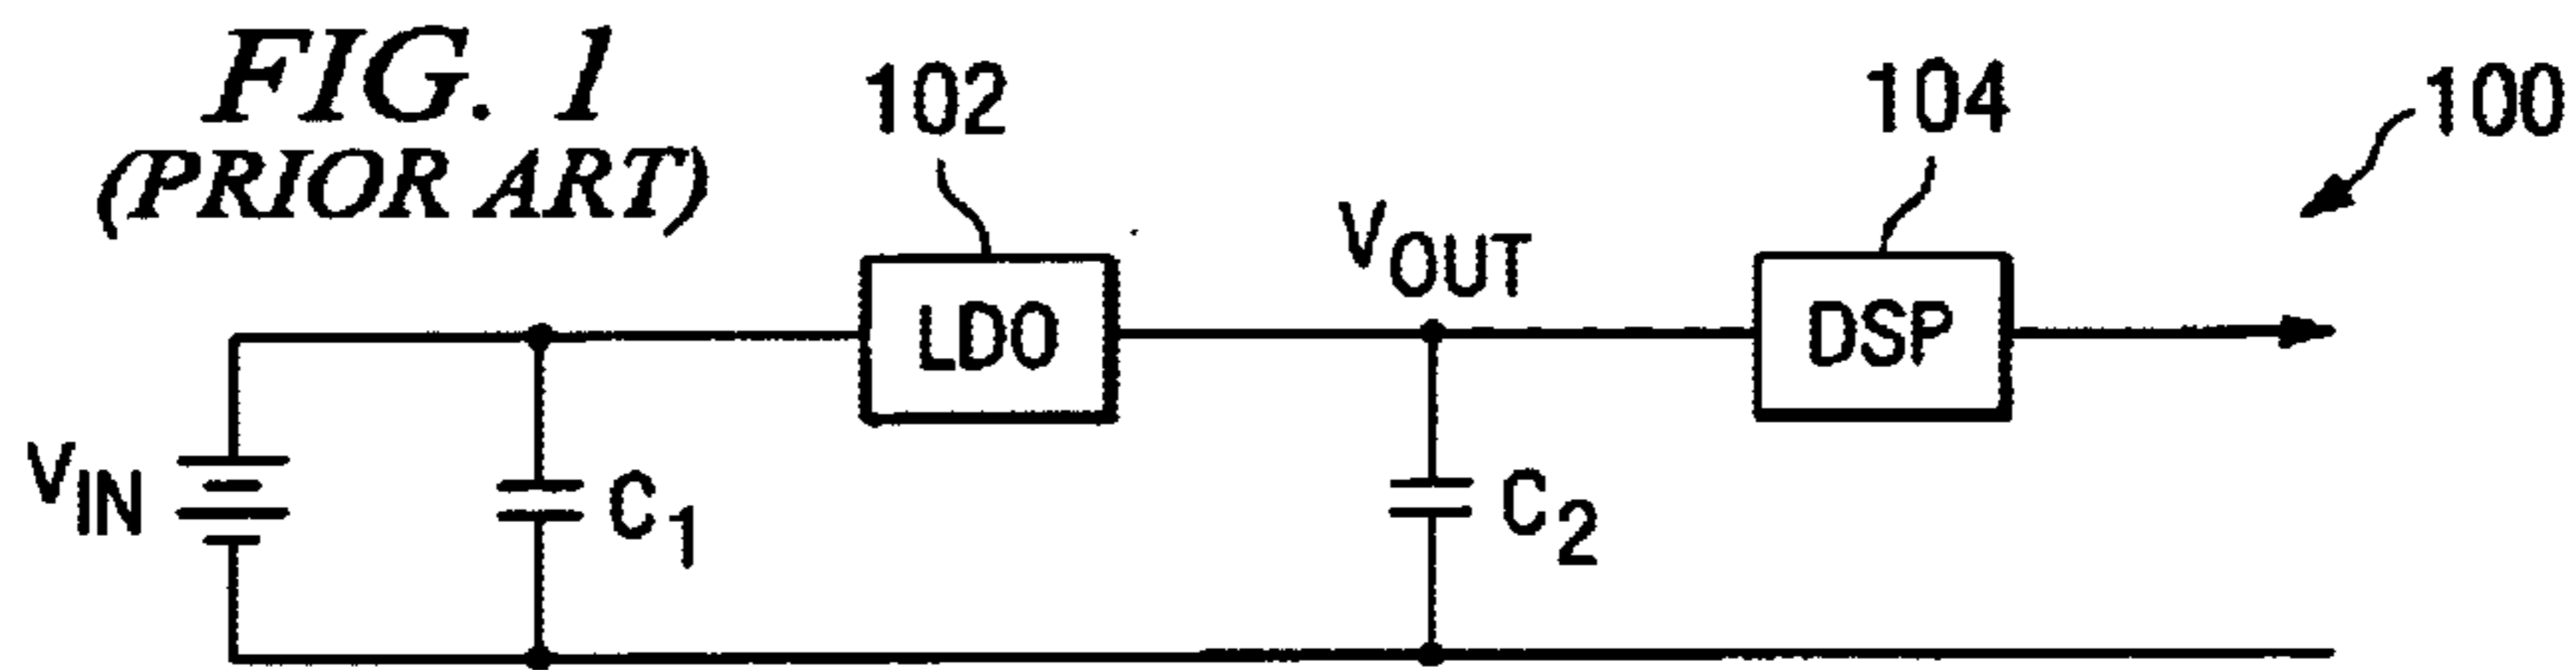 FIG. 1
(PRIOR ART)
102
104
100
VOUT
LDO
DSP
VIN
C1
C2